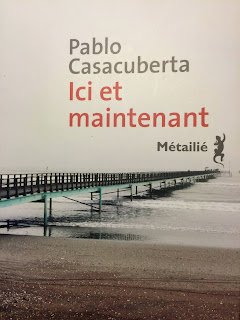 Pablo
Casacuberta
Ici et
maintenant
Métailié